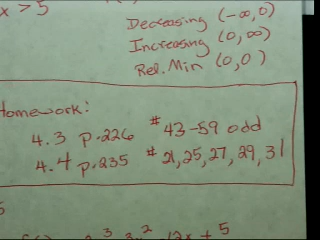 x > 5
Decreasing (-∞, 0)
Increasing (0, ∞)
Rel. Min (0, 0)
Homework:
4.3 p.226 # 43-59 odd
4.4 p.235 # 21, 25, 27, 29, 31